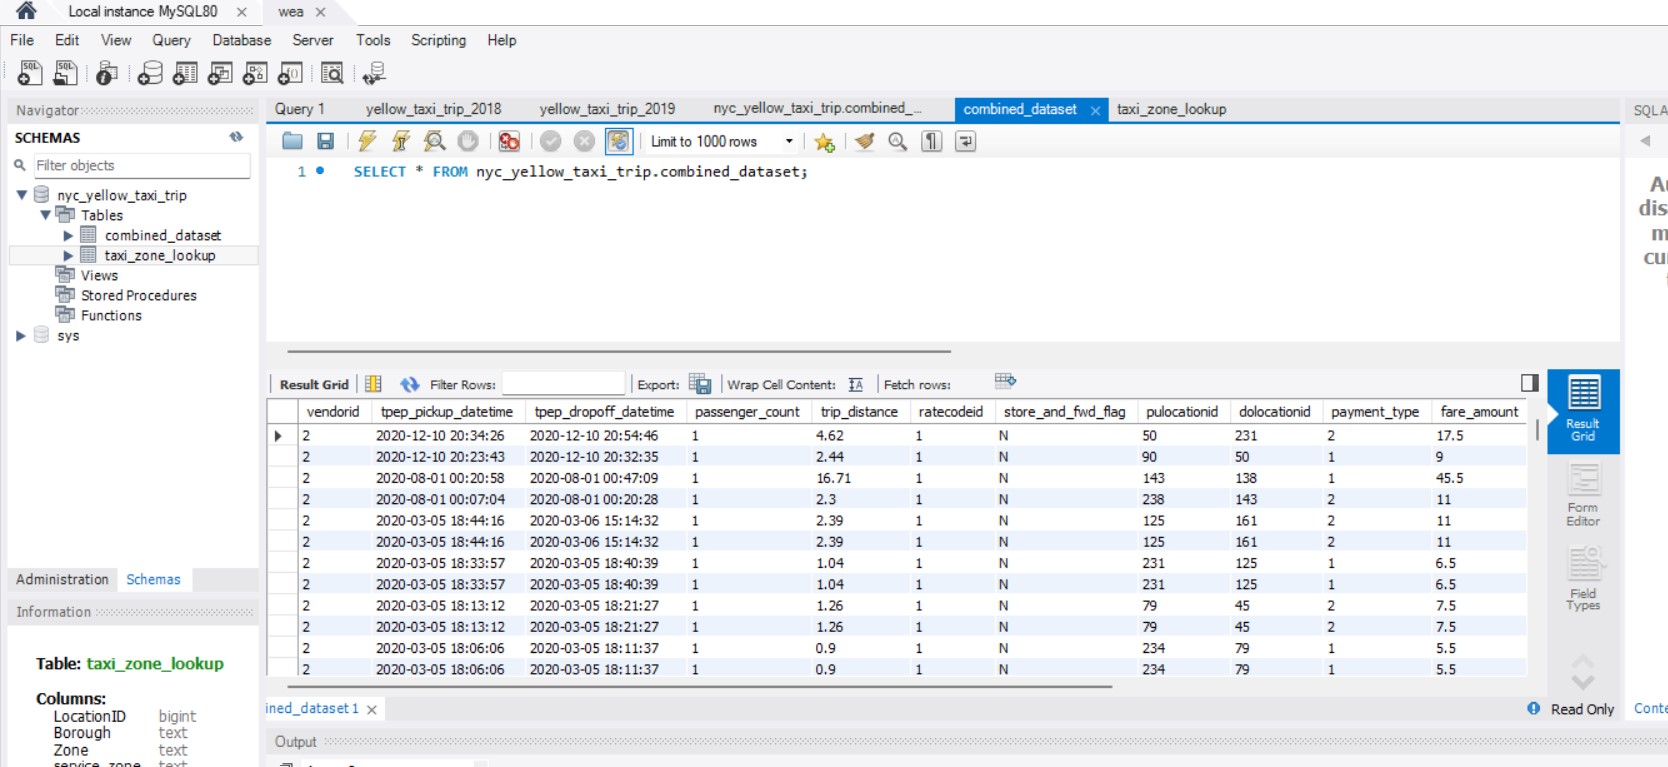 Local instance MySQL80 wea
File Edit View Query Database Server Tools Scripting Help
Navigator
SCHEMAS
Filter objects
nyc_yellow_taxi_trip
Tables
combined_dataset
taxi_zone_lookup
Views
Stored Procedures
Functions
sys
Administration Schemas
Information
Table: taxi_zone_lookup
Columns:
LocationID bigint
Borough text
Zone text
service_zone text
Query 1 yellow_taxi_trip_2018 yellow_taxi_trip_2019 nyc_yellow_taxi_trip.combined_... combined_dataset taxi_zone_lookup
Limit to 1000 rows
1 SELECT * FROM nyc_yellow_taxi_trip.combined_dataset;
Result Grid Filter Rows: Export: Wrap Cell Content: Fetch rows:
vendorid tpep_pickup_datetime tpep_dropoff_datetime passenger_count trip_distance ratecodeid store_and_fwd_flag pulocationid dolocationid payment_type fare_amount
2 2020-12-10 20:34:26 2020-12-10 20:54:46 1 4.62 1 N 50 231 2 17.5
2 2020-12-10 20:23:43 2020-12-10 20:32:35 1 2.44 1 N 90 50 1 9
2 2020-08-01 00:20:58 2020-08-01 00:47:09 1 16.71 1 N 143 138 1 45.5
2 2020-08-01 00:07:04 2020-08-01 00:20:28 1 2.3 1 N 238 143 2 11
2 2020-03-05 18:44:16 2020-03-06 15:14:32 1 2.39 1 N 125 161 2 11
2 2020-03-05 18:44:16 2020-03-06 15:14:32 1 2.39 1 N 125 161 2 11
2 2020-03-05 18:33:57 2020-03-05 18:40:39 1 1.04 1 N 231 125 1 6.5
2 2020-03-05 18:33:57 2020-03-05 18:40:39 1 1.04 1 N 231 125 1 6.5
2 2020-03-05 18:13:12 2020-03-05 18:21:27 1 1.26 1 N 79 45 2 7.5
2 2020-03-05 18:13:12 2020-03-05 18:21:27 1 1.26 1 N 79 45 2 7.5
2 2020-03-05 18:06:06 2020-03-05 18:11:37 1 0.9 1 N 234 79 1 5.5
2 2020-03-05 18:06:06 2020-03-05 18:11:37 1 0.9 1 N 234 79 1 5.5
Result
Grid
Form
Editor
Field
Types
ined_dataset 1
Read Only
Output
SQLA
Conte